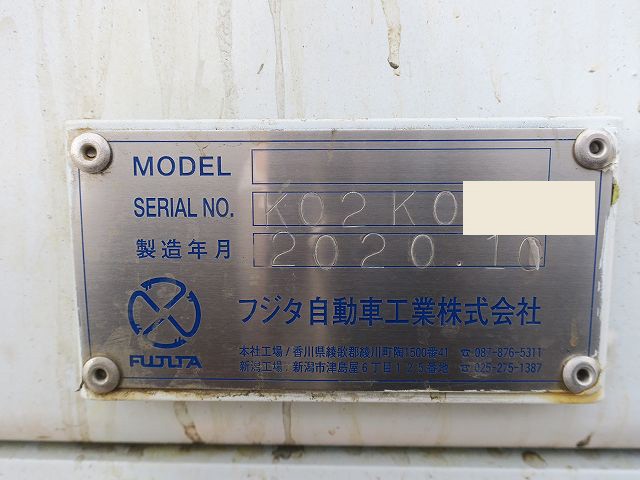 MODEL
SERIAL NO. K02K0
製造年月 2020.10
フジタ自動車工業株式会社
FUJITA
本社工場/香川県綾歌郡綾川町陶1500番41 ☎087-876-5311
新潟工場.新潟市津島屋6丁目125番地 ☎025-275-1387